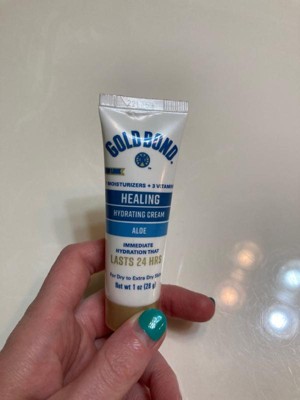 GOLD BOND
MOISTURIZERS + 3 VITAMINS
HEALING
HYDRATING CREAM
ALOE
IMMEDIATE
HYDRATION THAT
LASTS 24 HRS
For Dry to Extra Dry Skin
Net wt 1 oz (28 g)